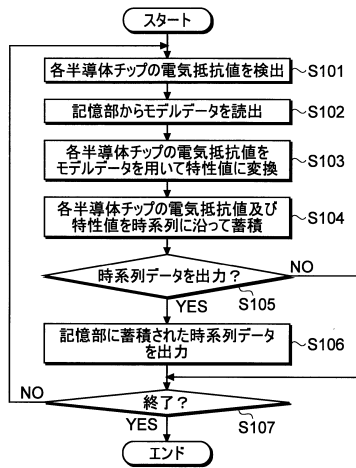 スタート
各半導体チップの電気抵抗値を検出
S101
記憶部からモデルデータを読出
S102
各半導体チップの電気抵抗値を
モデルデータを用いて特性値に変換
S103
各半導体チップの電気抵抗値及び
特性値を時系列に沿って蓄積
S104
時系列データを出力？
NO
S105
YES
記憶部に蓄積された時系列データ
を出力
S106
NO
終了？
S107
YES
エンド